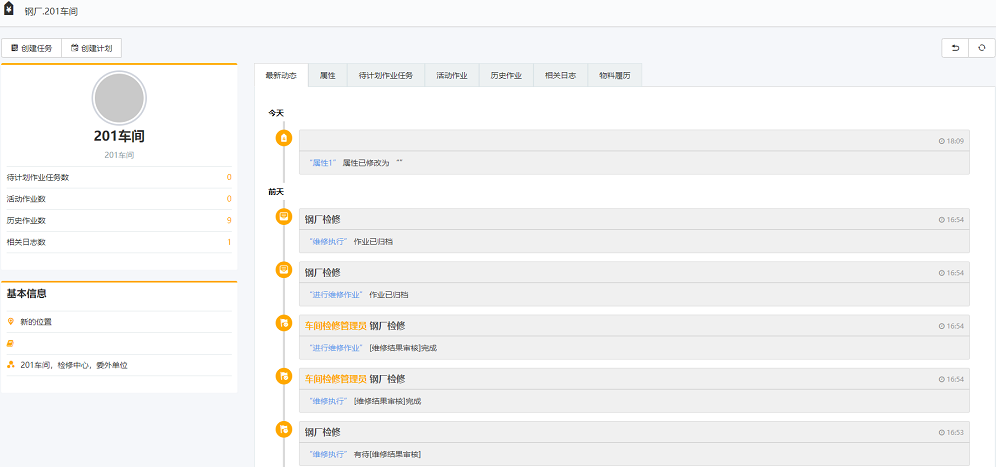 钢厂.201车间
创建任务 创建计划
201车间
201车间
待计划作业任务数 0
活动作业数 0
历史作业数 9
相关日志数 1
基本信息
新的位置
201车间，检修中心，委外单位
最新动态 属性 待计划作业任务 活动作业 历史作业 相关日志 物料履历
今天
18:09
“属性1” 属性已修改为 “”
前天
钢厂检修 16:54
“维修执行” 作业已归档
钢厂检修 16:54
“进行维修作业” 作业已归档
车间检修管理员 钢厂检修 16:54
“进行维修作业” [维修结果审核]完成
车间检修管理员 钢厂检修 16:54
“维修执行” [维修结果审核]完成
钢厂检修 16:53
“维修执行” 有待[维修结果审核]